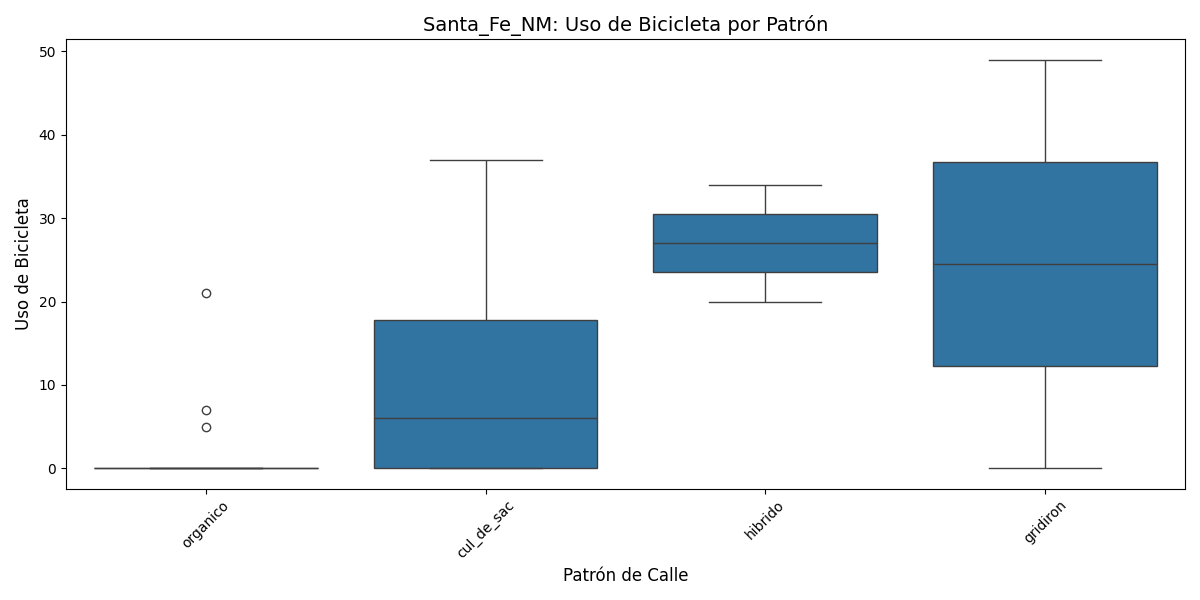 Santa_Fe_NM: Uso de Bicicleta por Patrón
Uso de Bicicleta
50
40
30
20
10
0
organico
cul_de_sac
hibrido
gridiron
Patrón de Calle